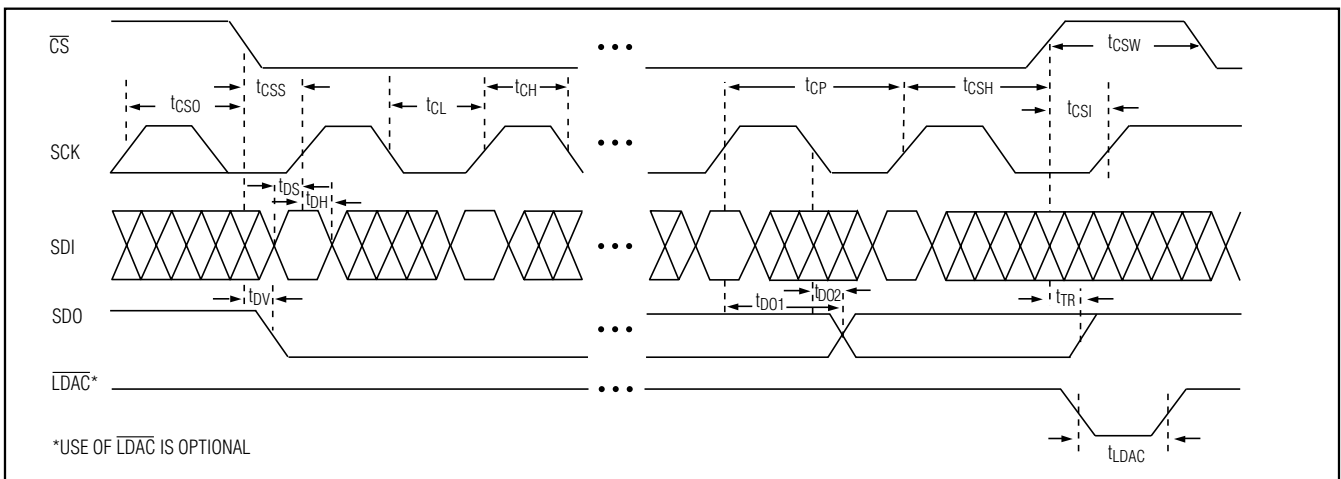 CS
tCSW
tCSO
tCSS
tCL
tCH
tCP
tCSH
tCSI
SCK
tDS
tDH
SDI
tDV
tDO1
tDO2
tTR
SDO
LDAC*
*USE OF LDAC IS OPTIONAL
tLDAC